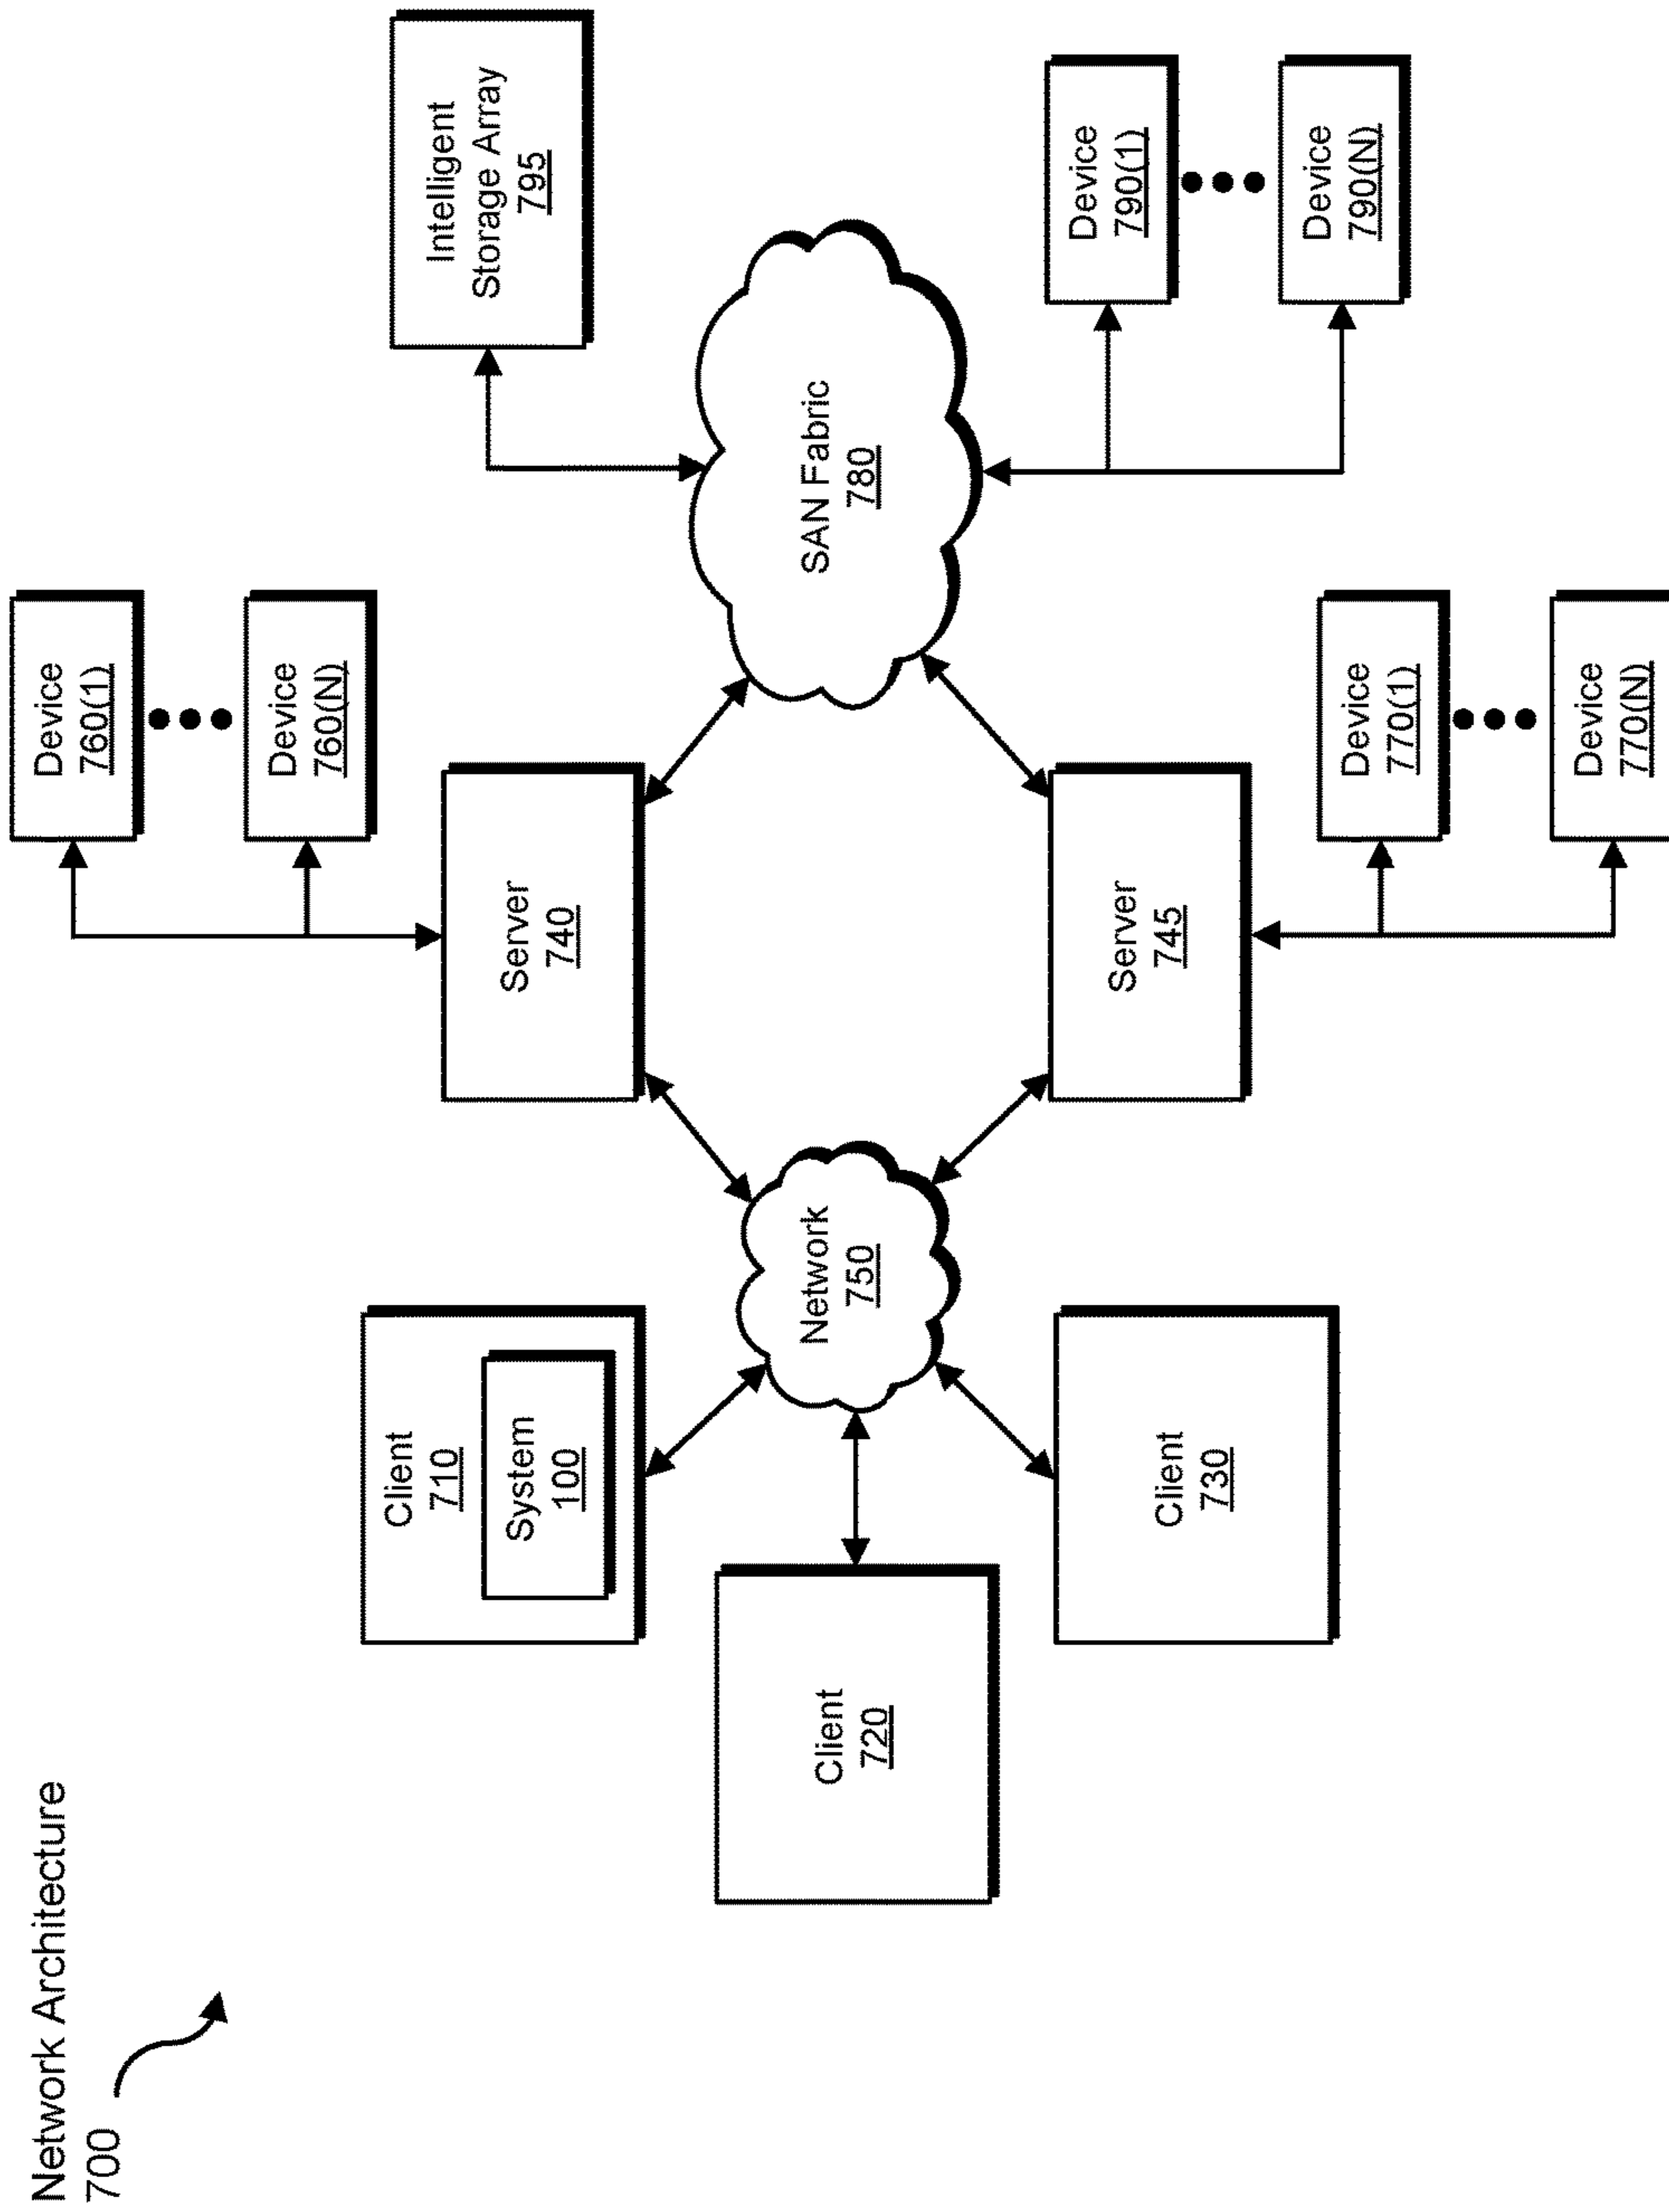 Network Architecture
700
Device
760(1)
Device
760(N)
Intelligent
Storage Array
795
Client
710
System
100
Server
740
Client
720
Network
750
SAN Fabric
780
Client
730
Server
745
Device
790(1)
Device
790(N)
Device
770(1)
Device
770(N)